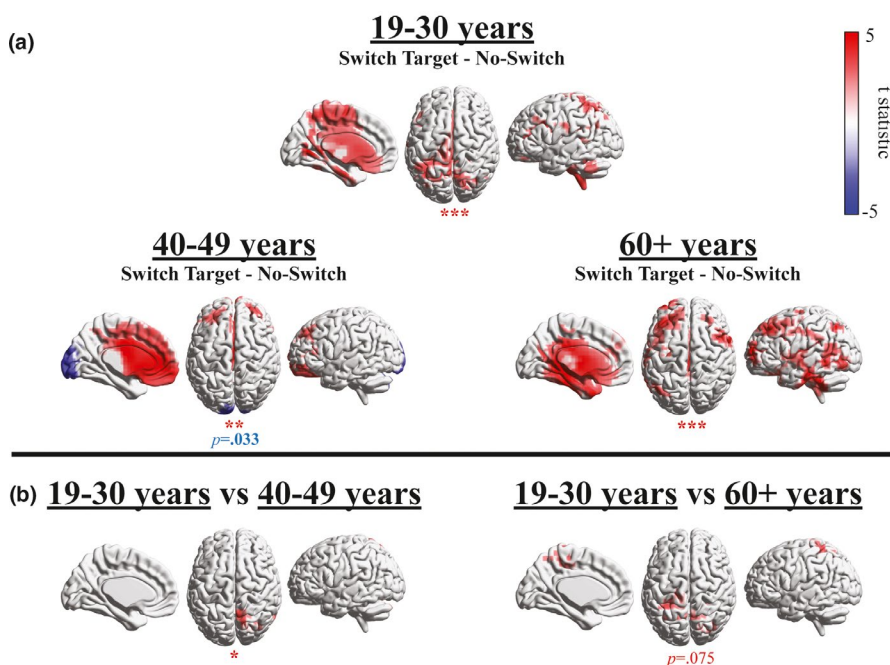 (a)
19-30 years
Switch Target - No-Switch
5
t statistic
-5
***
40-49 years
Switch Target - No-Switch
**
p=.033
60+ years
Switch Target - No-Switch
***
(b)
19-30 years vs 40-49 years
*
19-30 years vs 60+ years
p=.075